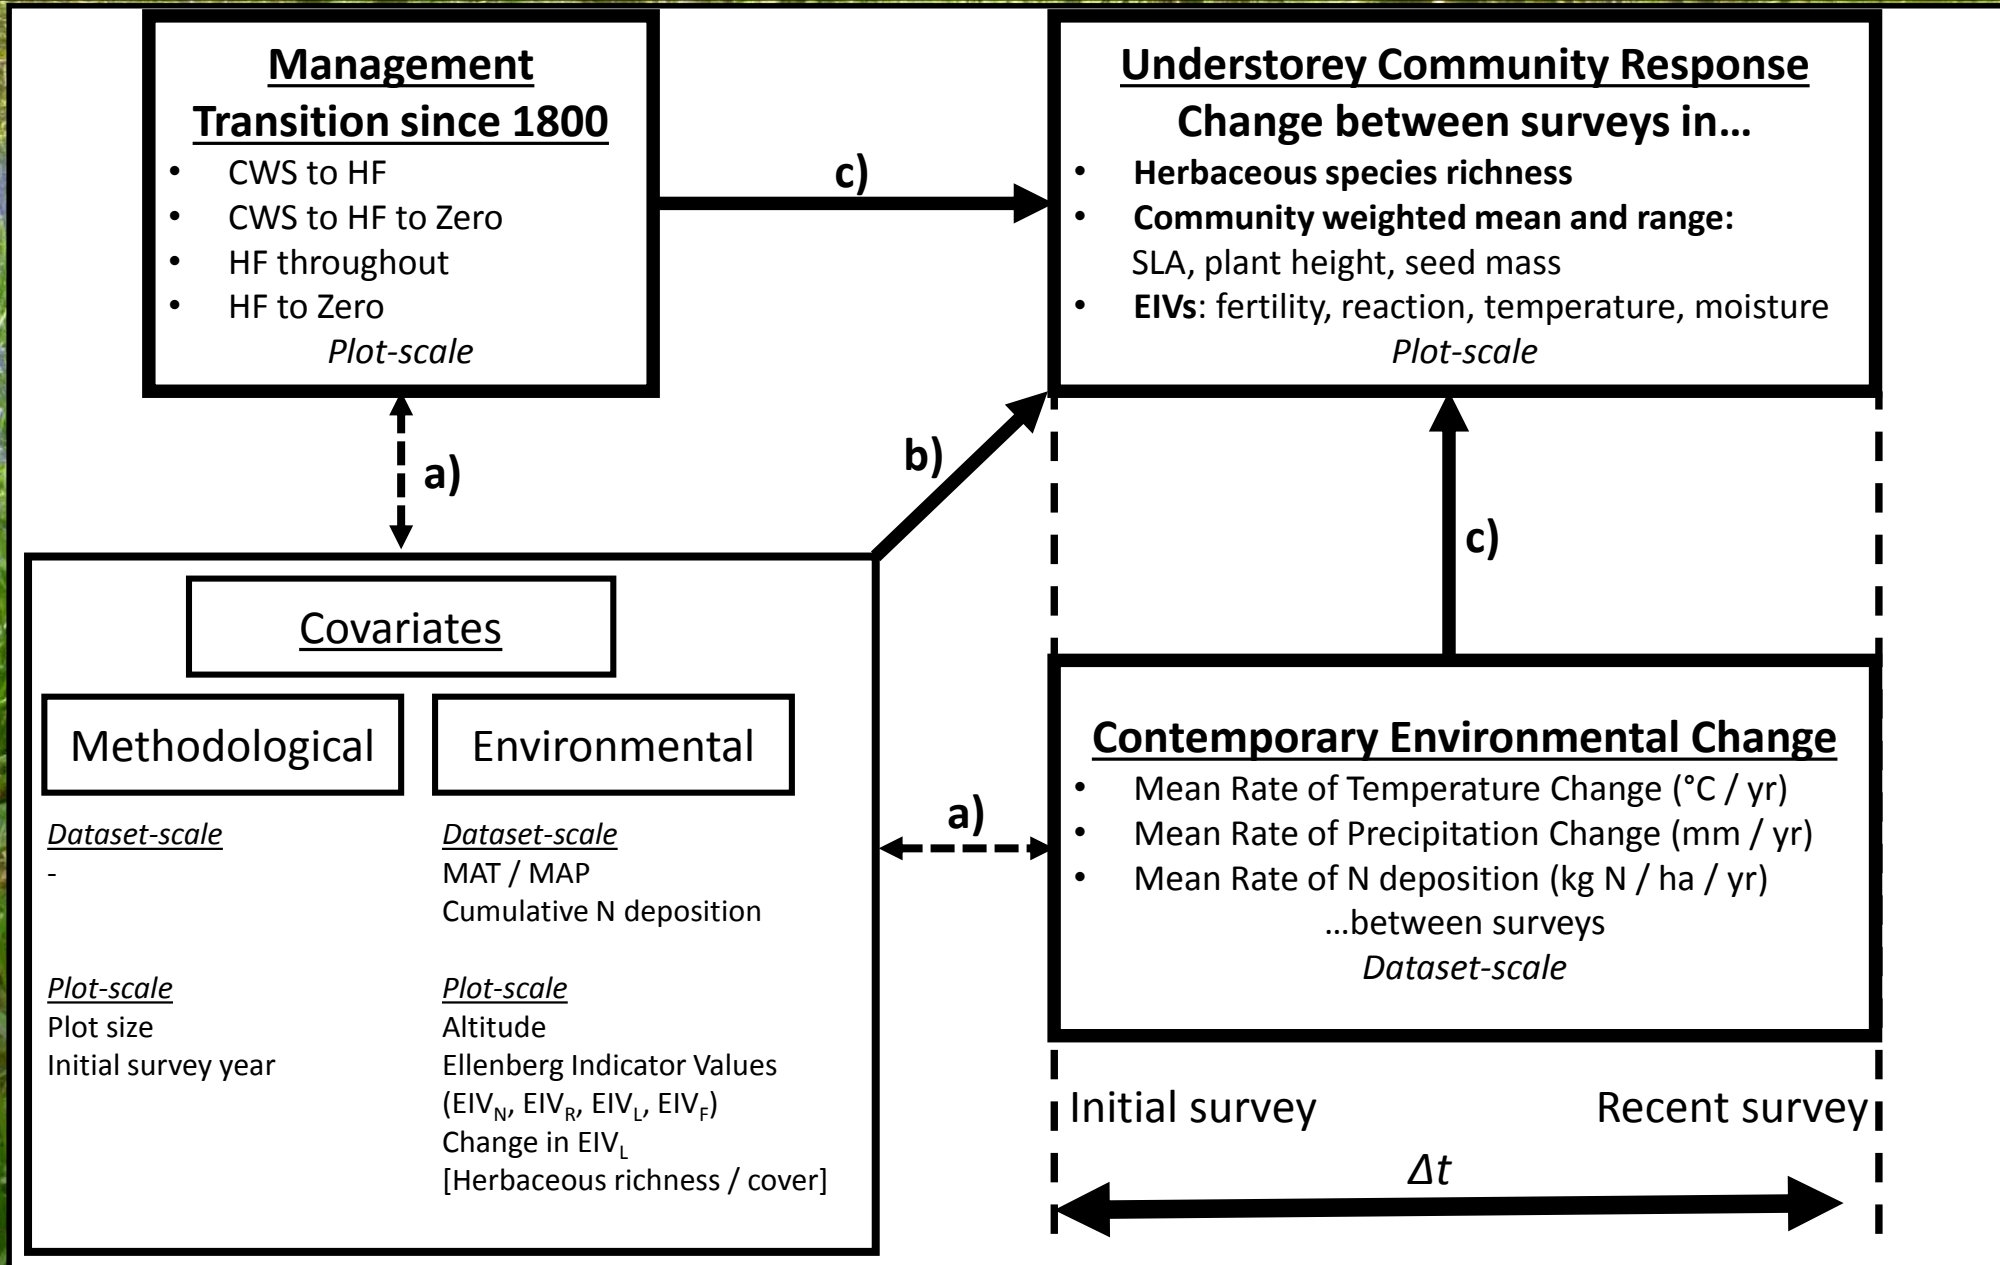 Management
Transition since 1800
• CWS to HF
• CWS to HF to Zero
• HF throughout
• HF to Zero
Plot-scale
c)
Understorey Community Response
Change between surveys in…
• Herbaceous species richness
• Community weighted mean and range:
SLA, plant height, seed mass
• EIVs: fertility, reaction, temperature, moisture
Plot-scale
a)
b)
c)
Covariates
Methodological
Dataset-scale
-
Plot-scale
Plot size
Initial survey year
Environmental
Dataset-scale
MAT / MAP
Cumulative N deposition
Plot-scale
Altitude
Ellenberg Indicator Values
(EIV_N, EIV_R, EIV_L, EIV_F)
Change in EIV_L
[Herbaceous richness / cover]
a)
Contemporary Environmental Change
• Mean Rate of Temperature Change (°C / yr)
• Mean Rate of Precipitation Change (mm / yr)
• Mean Rate of N deposition (kg N / ha / yr)
…between surveys
Dataset-scale
Initial survey
Recent survey
Δt